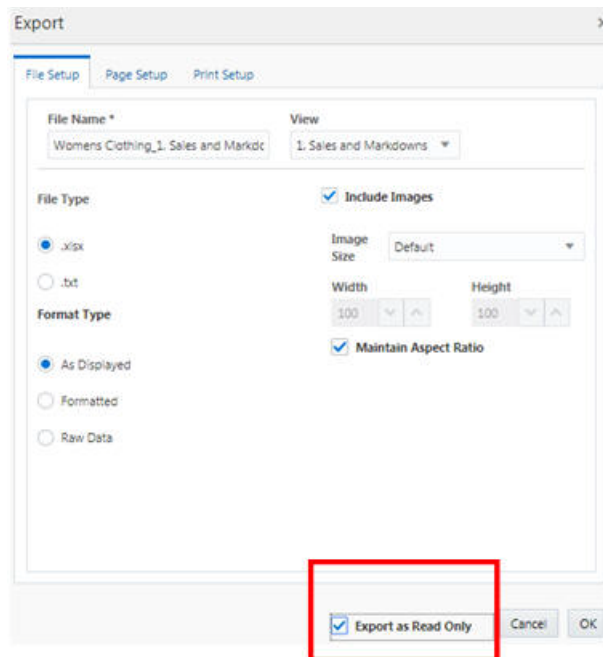 Export
File Setup Page Setup Print Setup
File Name * View
Womens Clothing_1. Sales and Markdc 1. Sales and Markdowns
File Type Include Images
.xlsx Image Size Default
.txt Width Height
Format Type 100 100
Maintain Aspect Ratio
As Displayed
Formatted
Raw Data
Export as Read Only Cancel OK